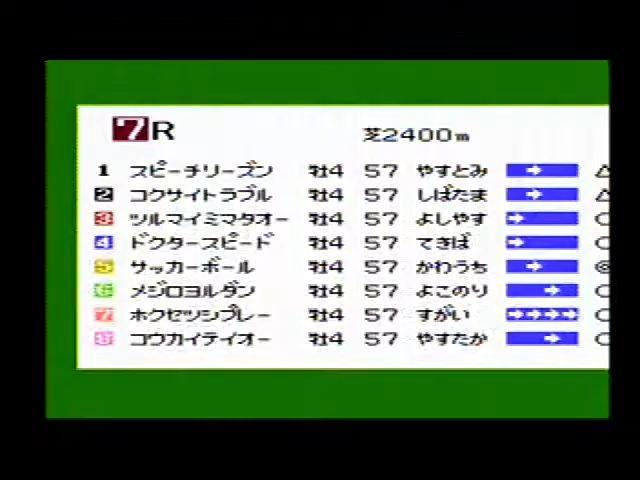 7R 芝2400m
1 スピーチリーズン 牡4 57 やすとみ → △
2 コクサイトラブル 牡4 57 しばたま → △
3 ツルマイミマタオー 牡4 57 よしやす → ○
4 ドクタースピード 牡4 57 てきば → ○
5 サッカーボール 牡4 57 かわうち → ◎
6 メジロヨルダン 牡4 57 よこのり → ○
7 ホクセツシプレー 牡4 57 すがい →→→→ ○
8 コウカイテイオー 牡4 57 やすたか → ○